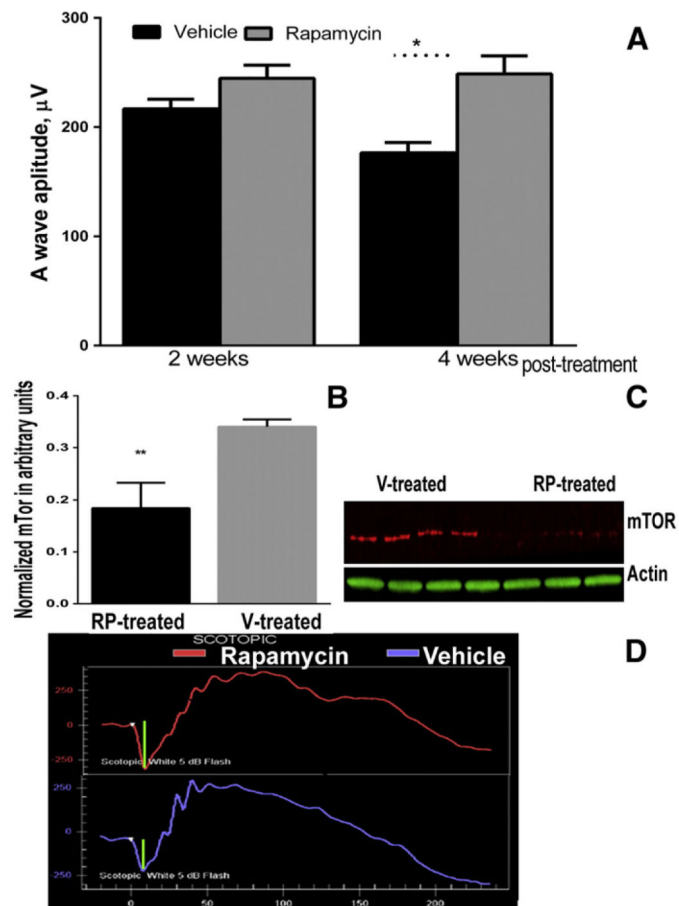 300
Vehicle Rapamycin
A
*
200
A wave aplitude, µV
100
0
2 weeks 4 weeks post-treatment
0.4
B
C
Normalized mTor in arbitrary units
0.3
**
0.2
0.1
0.0
RP-treated V-treated
V-treated RP-treated
mTOR
Actin
SCOTOPIC
Rapamycin Vehicle
D
250
0
-250
Scotopic White 5 dB Flash
250
0
-250
Scotopic White 5 dB Flash
0 50 100 150 200